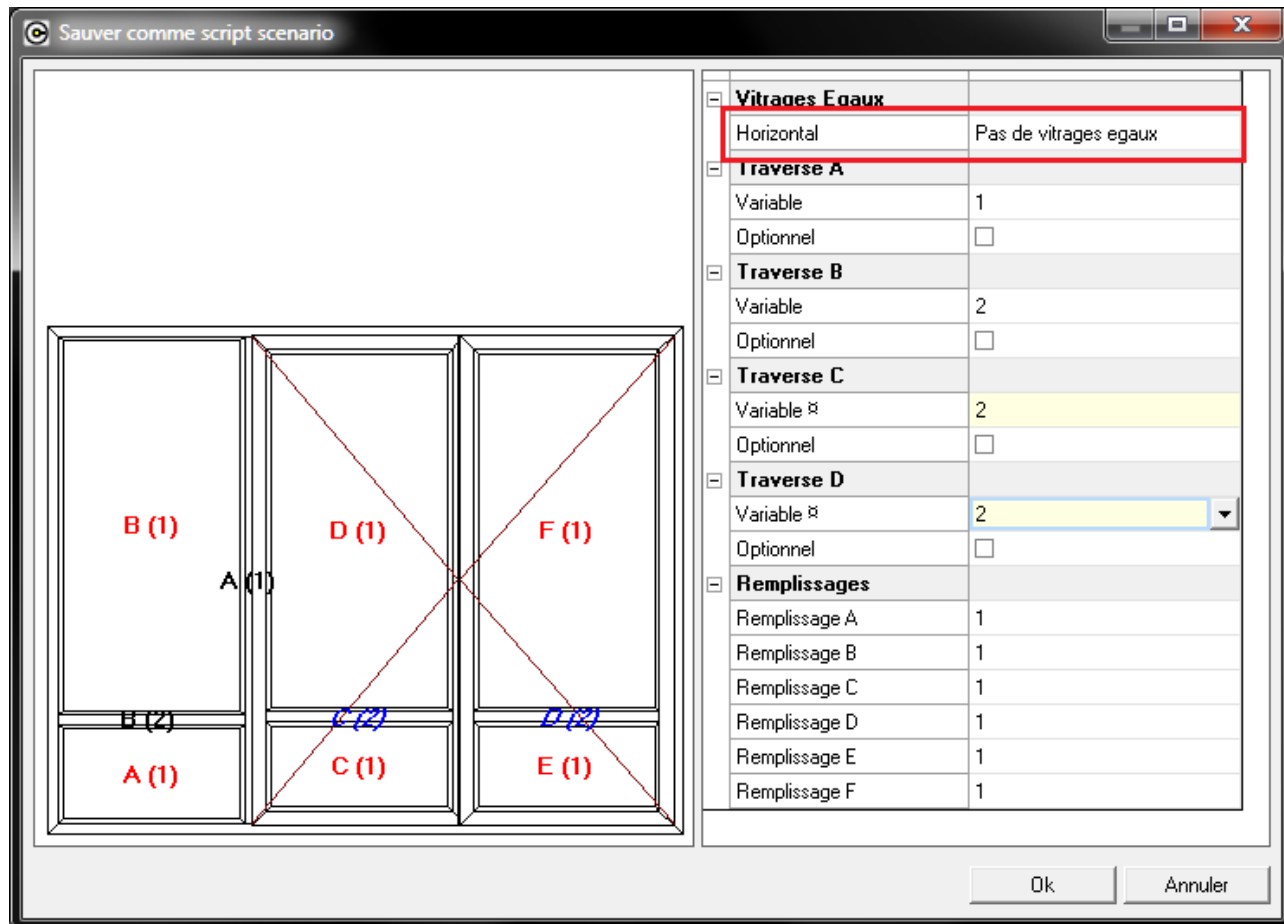 Sauver comme script scenario
Vitrages Egaux
Horizontal Pas de vitrages egaux
Traverse A
Variable 1
Optionnel
Traverse B
Variable 2
Optionnel
Traverse C
Variable ¤ 2
Optionnel
Traverse D
Variable ¤ 2
Optionnel
Remplissages
Remplissage A 1
Remplissage B 1
Remplissage C 1
Remplissage D 1
Remplissage E 1
Remplissage F 1
B (1)
D (1)
F (1)
A (1)
B (2)
C (2)
D (2)
A (1)
C (1)
E (1)
Ok
Annuler